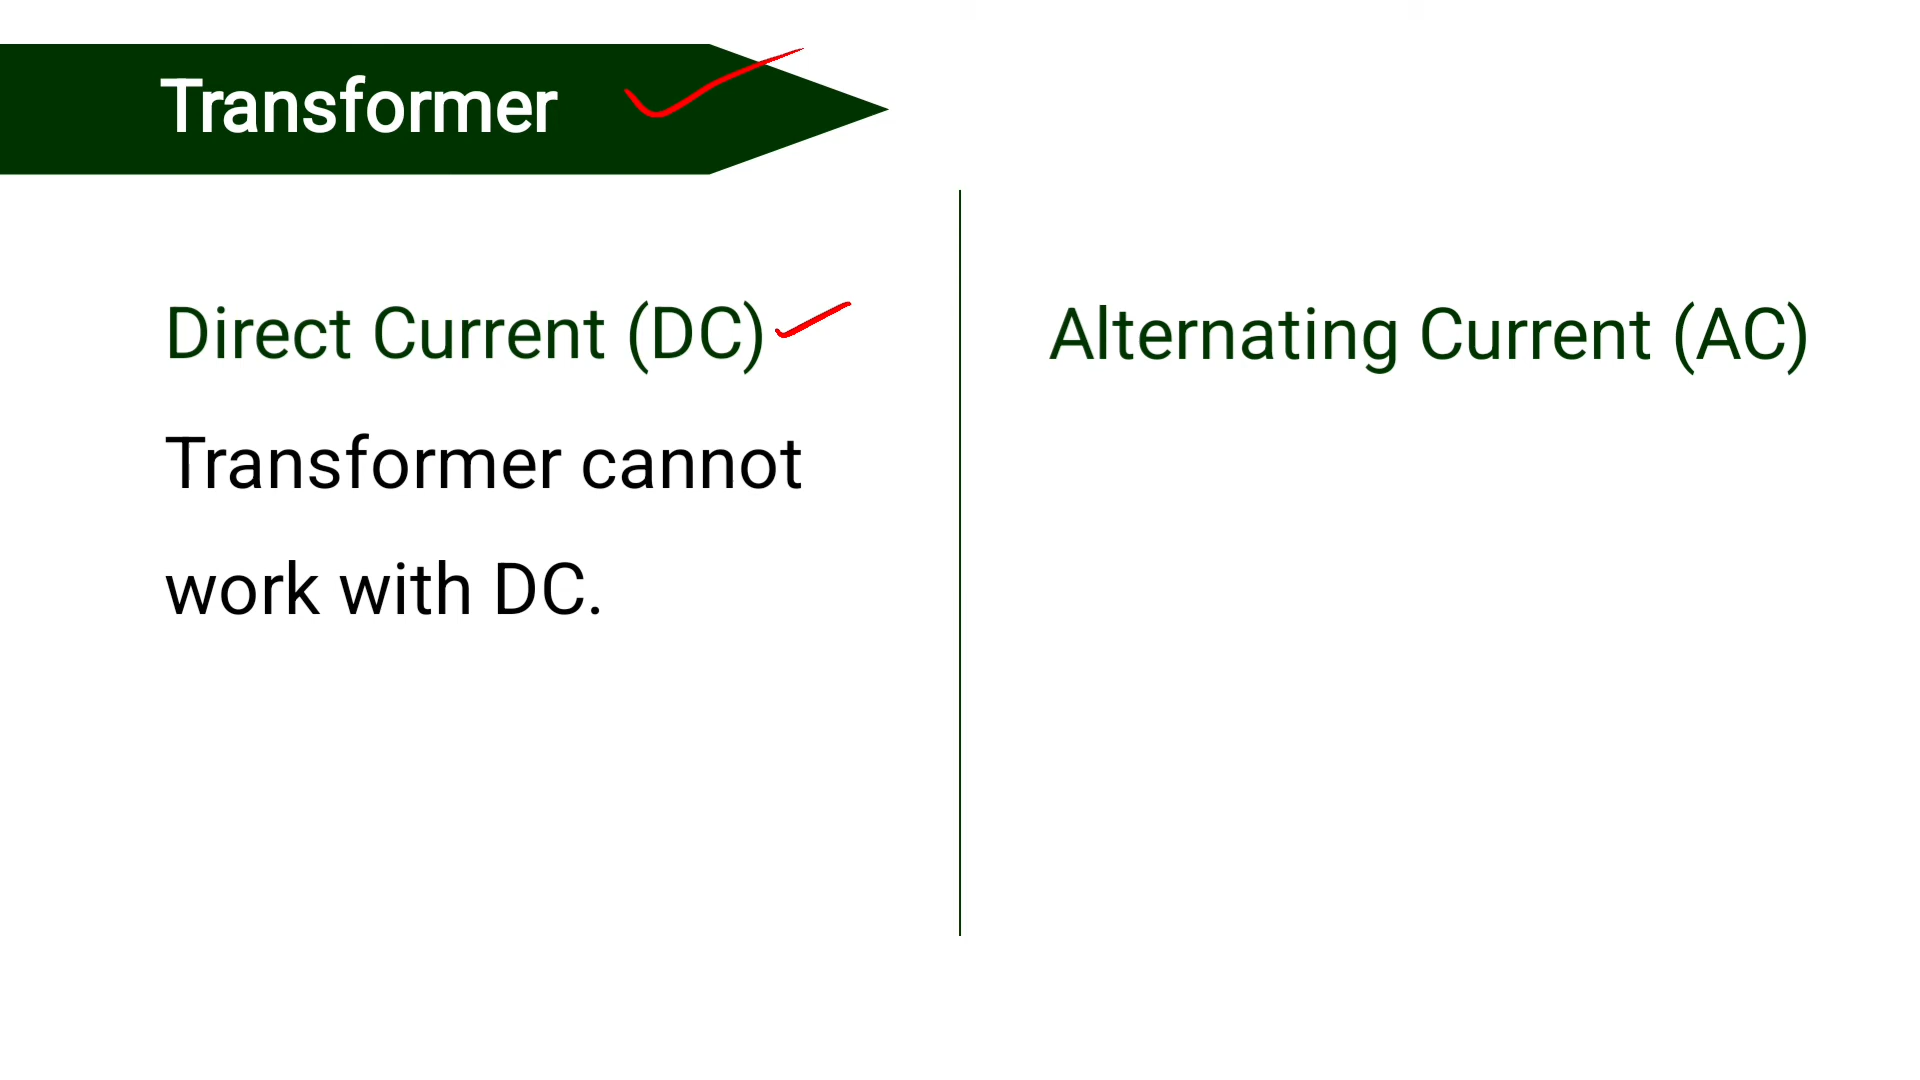 Transformer
Direct Current (DC)
Transformer cannot
work with DC.
Alternating Current (AC)